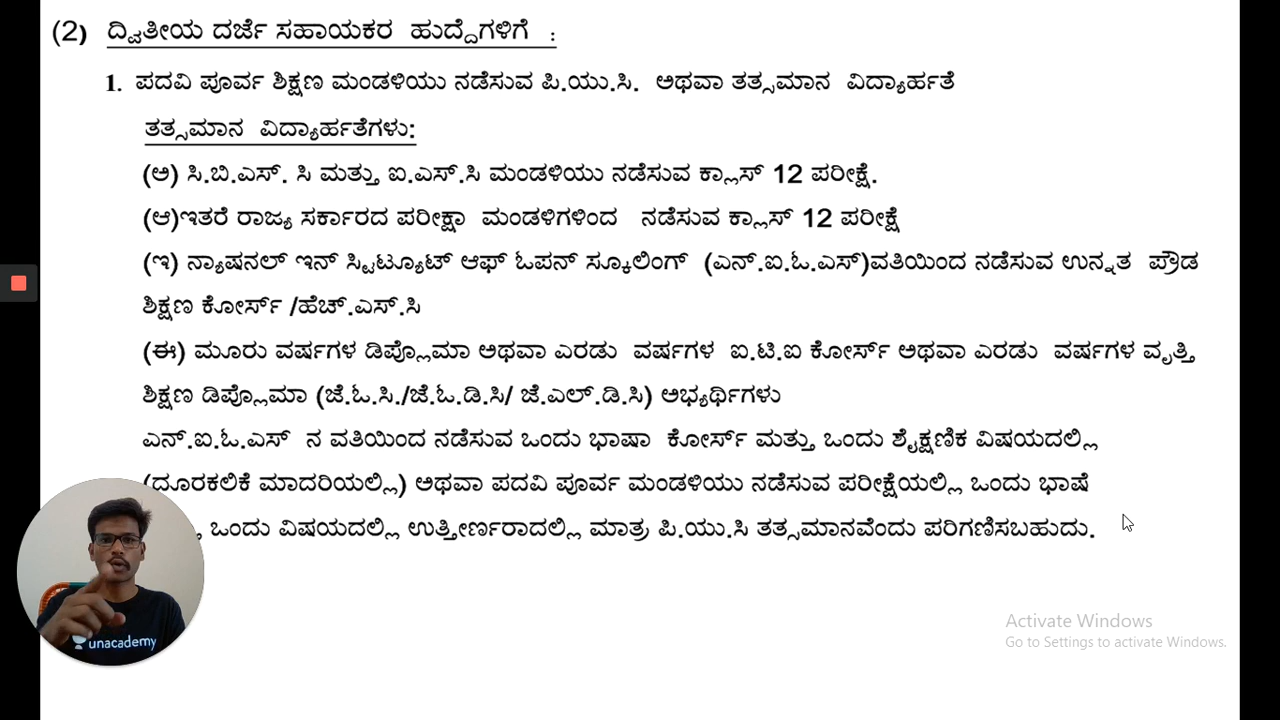 (2) ದ್ವಿತೀಯ ದರ್ಜೆ ಸಹಾಯಕರ ಹುದ್ದೆಗಳಿಗೆ :
1. ಪದವಿ ಪೂರ್ವ ಶಿಕ್ಷಣ ಮಂಡಳಿಯು ನಡೆಸುವ ಪಿ.ಯು.ಸಿ. ಅಥವಾ ತತ್ಸಮಾನ ವಿದ್ಯಾರ್ಹತೆ
ತತ್ಸಮಾನ ವಿದ್ಯಾರ್ಹತೆಗಳು:
(ಅ) ಸಿ.ಬಿ.ಎಸ್. ಸಿ ಮತ್ತು ಐ.ಎಸ್.ಸಿ ಮಂಡಳಿಯು ನಡೆಸುವ ಕ್ಲಾಸ್ 12 ಪರೀಕ್ಷೆ.
(ಆ)ಇತರೆ ರಾಜ್ಯ ಸರ್ಕಾರದ ಪರೀಕ್ಷಾ ಮಂಡಳಿಗಳಿಂದ ನಡೆಸುವ ಕ್ಲಾಸ್ 12 ಪರೀಕ್ಷೆ
(ಇ) ನ್ಯಾಷನಲ್ ಇನ್ ಸ್ಟಿಟ್ಯೂಟ್ ಆಫ್ ಓಪನ್ ಸ್ಕೂಲಿಂಗ್ (ಎನ್.ಐ.ಓ.ಎಸ್)ವತಿಯಿಂದ ನಡೆಸುವ ಉನ್ನತ ಪ್ರೌಢ
ಶಿಕ್ಷಣ ಕೋರ್ಸ್ /ಹೆಚ್.ಎಸ್.ಸಿ
(ಈ) ಮೂರು ವರ್ಷಗಳ ಡಿಪ್ಲೊಮಾ ಅಥವಾ ಎರಡು ವರ್ಷಗಳ ಐ.ಟಿ.ಐ ಕೋರ್ಸ್ ಅಥವಾ ಎರಡು ವರ್ಷಗಳ ವೃತ್ತಿ
ಶಿಕ್ಷಣ ಡಿಪ್ಲೊಮಾ (ಜೆ.ಓ.ಸಿ./ಜೆ.ಓ.ಡಿ.ಸಿ/ ಜೆ.ಎಲ್.ಡಿ.ಸಿ) ಅಭ್ಯರ್ಥಿಗಳು
ಎನ್.ಐ.ಓ.ಎಸ್ ನ ವತಿಯಿಂದ ನಡೆಸುವ ಒಂದು ಭಾಷಾ ಕೋರ್ಸ್ ಮತ್ತು ಒಂದು ಶೈಕ್ಷಣಿಕ ವಿಷಯದಲ್ಲಿ
(ದೂರಕಲಿಕೆ ಮಾದರಿಯಲ್ಲಿ) ಅಥವಾ ಪದವಿ ಪೂರ್ವ ಮಂಡಳಿಯು ನಡೆಸುವ ಪರೀಕ್ಷೆಯಲ್ಲಿ ಒಂದು ಭಾಷೆ
ಒಂದು ವಿಷಯದಲ್ಲಿ ಉತ್ತೀರ್ಣರಾದಲ್ಲಿ ಮಾತ್ರ ಪಿ.ಯು.ಸಿ ತತ್ಸಮಾನವೆಂದು ಪರಿಗಣಿಸಬಹುದು.
unacademy
Activate Windows
Go to Settings to activate Windows.